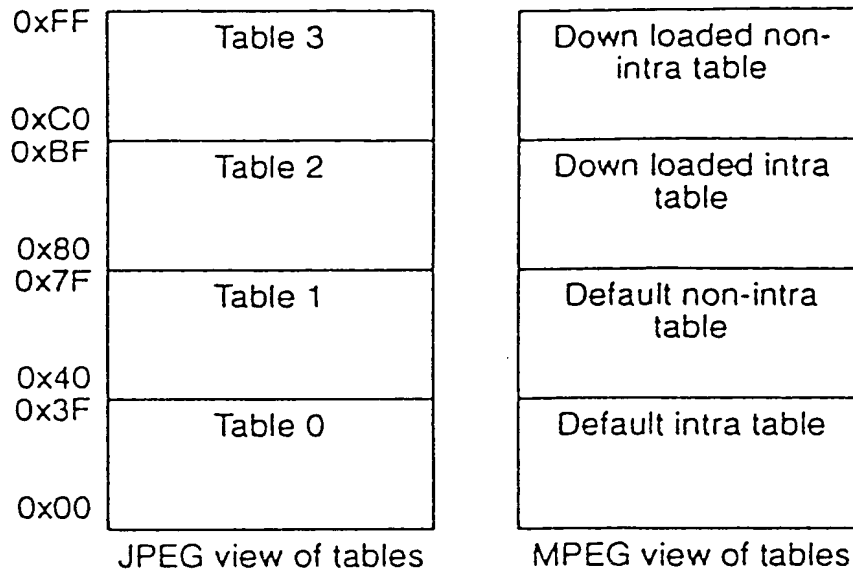 0xFF
Table 3
0xC0
0xBF
Table 2
0x80
0x7F
Table 1
0x40
0x3F
Table 0
0x00
JPEG view of tables
Down loaded non-
intra table
Down loaded intra
table
Default non-intra
table
Default intra table
MPEG view of tables